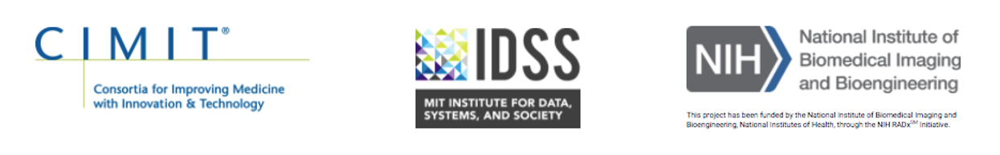 CIMIT®
Consortia for Improving Medicine
with Innovation & Technology
IDSS
MIT INSTITUTE FOR DATA,
SYSTEMS, AND SOCIETY
NIH
National Institute of
Biomedical Imaging
and Bioengineering
This project has been funded by the National Institute of Biomedical Imaging and
Bioengineering, National Institutes of Health, through the NIH RADx℠ Initiative.